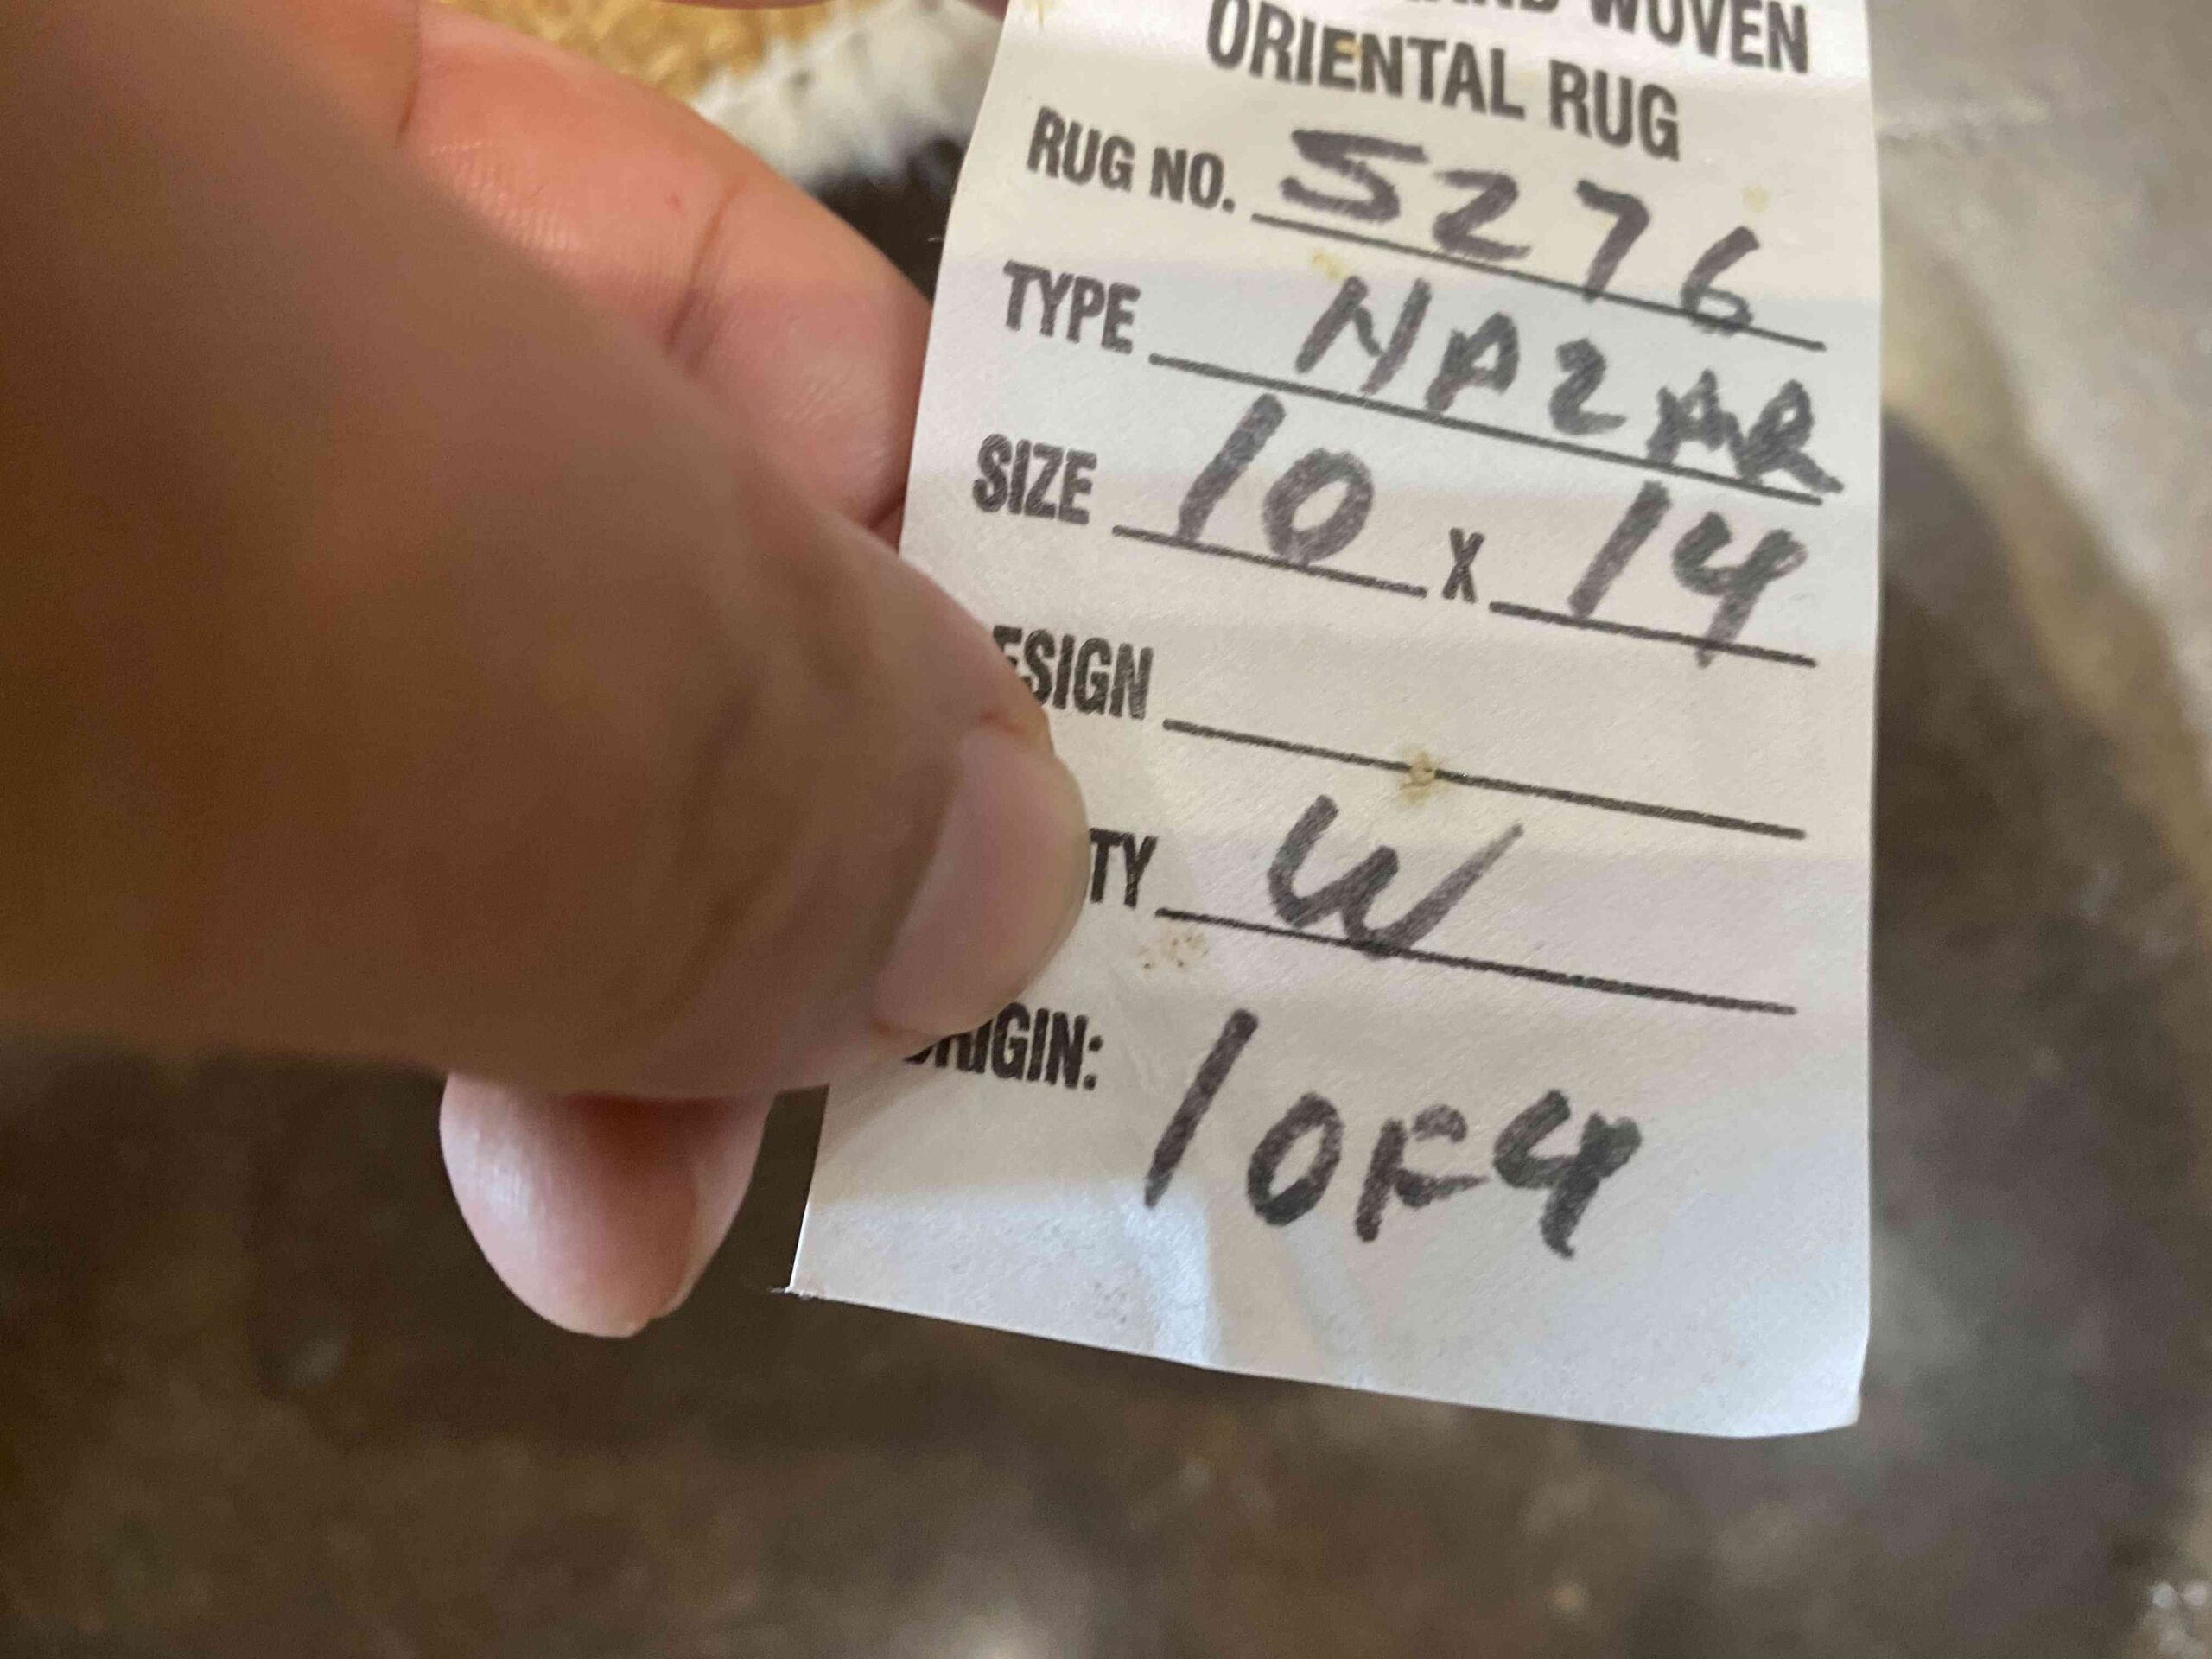 WOVEN
ORIENTAL RUG
RUG NO. 5276
TYPE NAZAR
SIZE 10 X 14
ESIGN
TY W
RIGIN:
1 OF 4